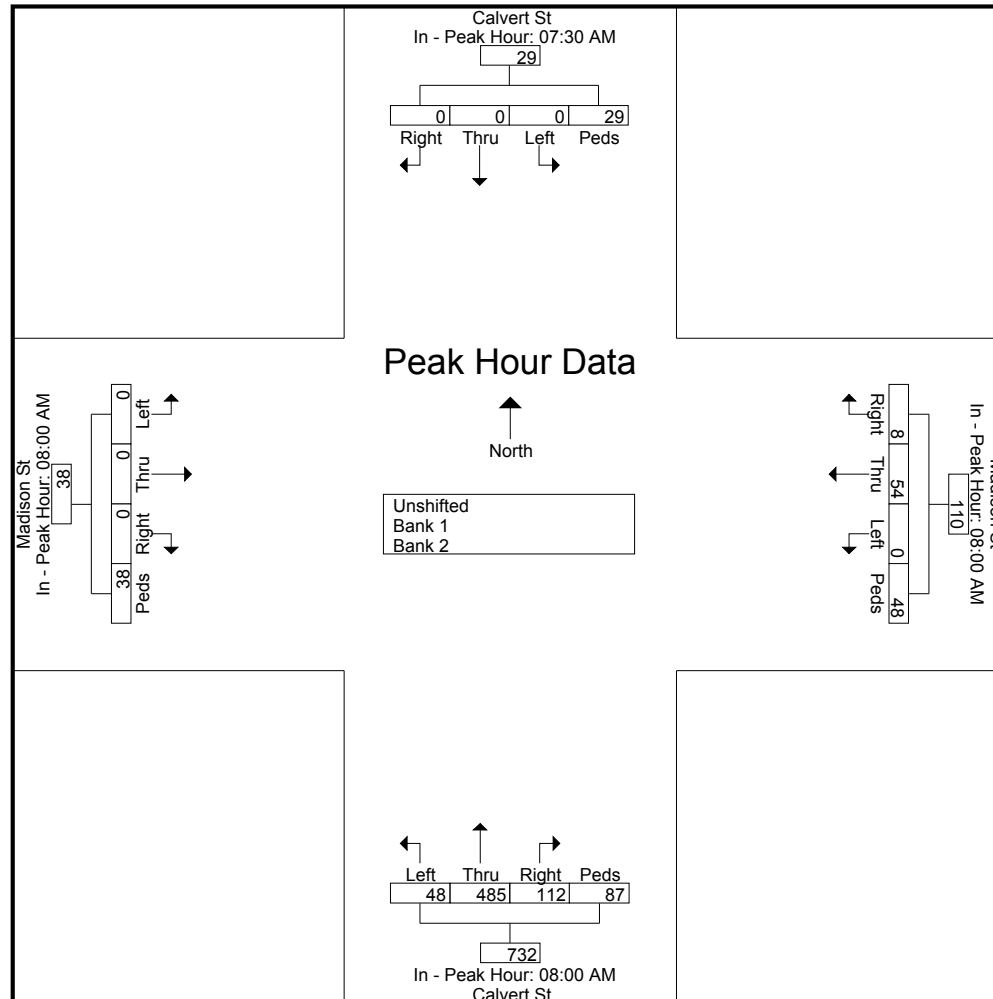 Calvert St
In - Peak Hour: 07:30 AM
29
0 0 0 29
Right Thru Left Peds
Peak Hour Data
North
Unshifted
Bank 1
Bank 2
Madison St
In - Peak Hour: 08:00 AM
38
0 0 0 38
Left Thru Right Peds
In - Peak Hour: 08:00 AM
110
8 54 0 48
Right Thru Left Peds
Left Thru Right Peds
48 485 112 87
732
In - Peak Hour: 08:00 AM
Calvert St